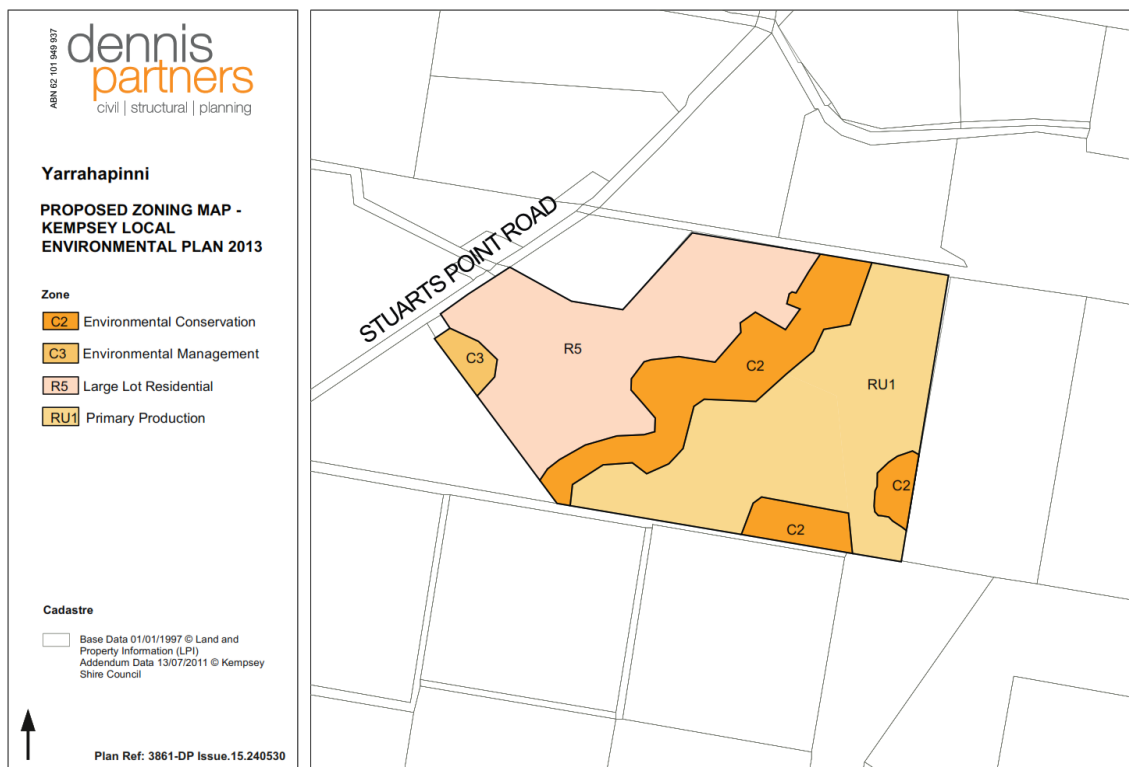 ABN 62 101 949 937
dennis
partners
civil | structural | planning
Yarrahapinni
PROPOSED ZONING MAP -
KEMPSEY LOCAL
ENVIRONMENTAL PLAN 2013
Zone
C2 Environmental Conservation
C3 Environmental Management
R5 Large Lot Residential
RU1 Primary Production
Cadastre
Base Data 01/01/1997 © Land and
Property Information (LPI)
Addendum Data 13/07/2011 © Kempsey
Shire Council
Plan Ref: 3861-DP Issue.15.240530
STUARTS POINT ROAD
R5
C3
C2
RU1
C2
C2